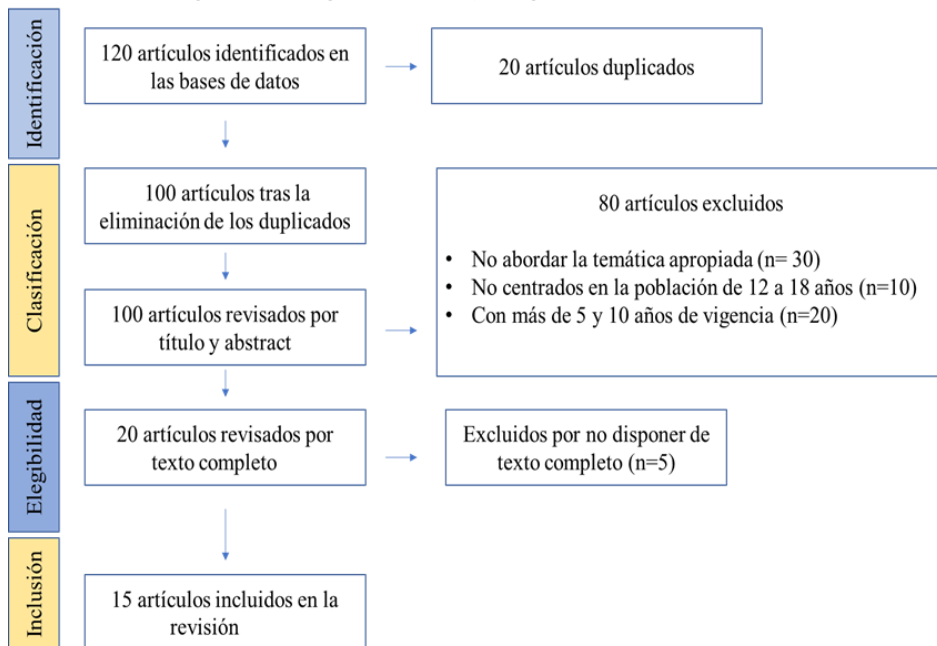 Identificación
120 artículos identificados en
las bases de datos
20 artículos duplicados
Clasificación
100 artículos tras la
eliminación de los duplicados
100 artículos revisados por
título y abstract
80 artículos excluidos
• No abordar la temática apropiada (n= 30)
• No centrados en la población de 12 a 18 años (n=10)
• Con más de 5 y 10 años de vigencia (n=20)
Elegibilidad
20 artículos revisados por
texto completo
Excluidos por no disponer de
texto completo (n=5)
Inclusión
15 artículos incluidos en la
revisión